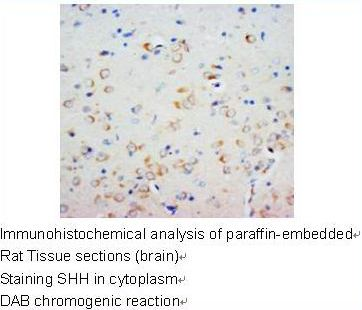 Immunohistochemical analysis of paraffin-embedded↵
Rat Tissue sections (brain)↵
Staining SHH in cytoplasm↵
DAB chromogenic reaction↵